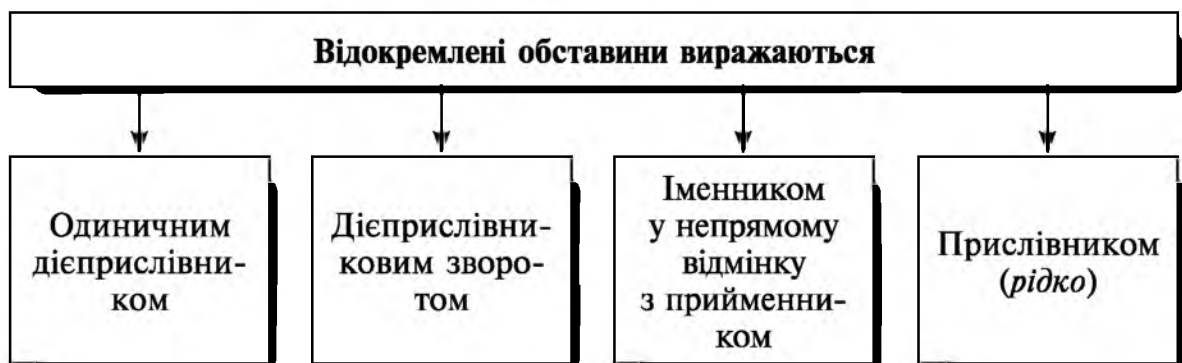 Відокремлені обставини виражаються
Одиничним
дієприслівни-
ком
Дієприслівни-
ковим зворо-
том
Іменником
у непрямому
відмінку
з прийменни-
ком
Прислівником
(рідко)